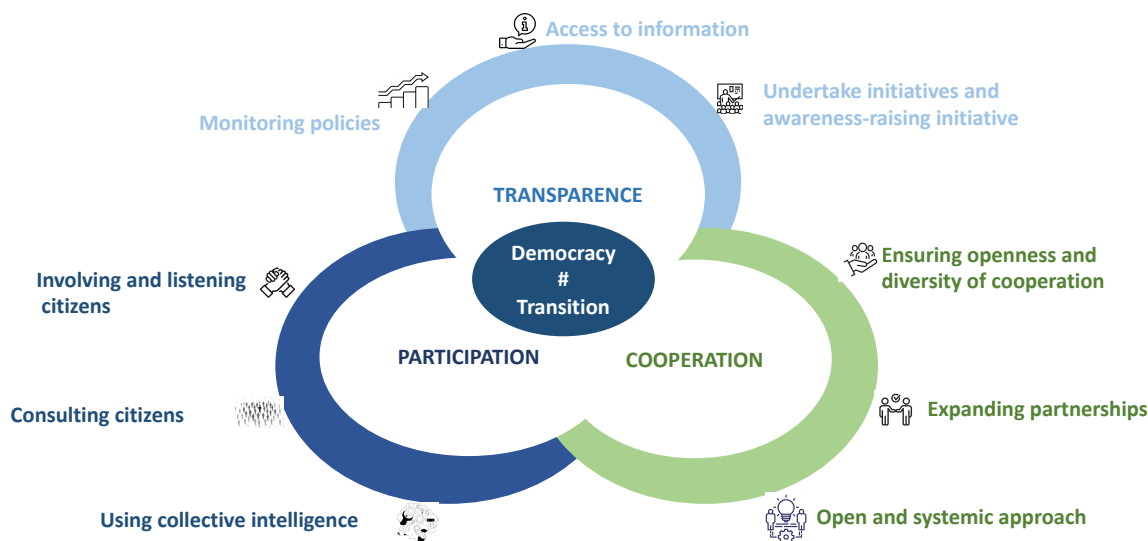 Access to information
Undertake initiatives and
awareness-raising initiative
Monitoring policies
TRANSPARENCE
Democracy
#
Transition
Involving and listening
citizens
Ensuring openness and
diversity of cooperation
PARTICIPATION
COOPERATION
Consulting citizens
Expanding partnerships
Using collective intelligence
Open and systemic approach